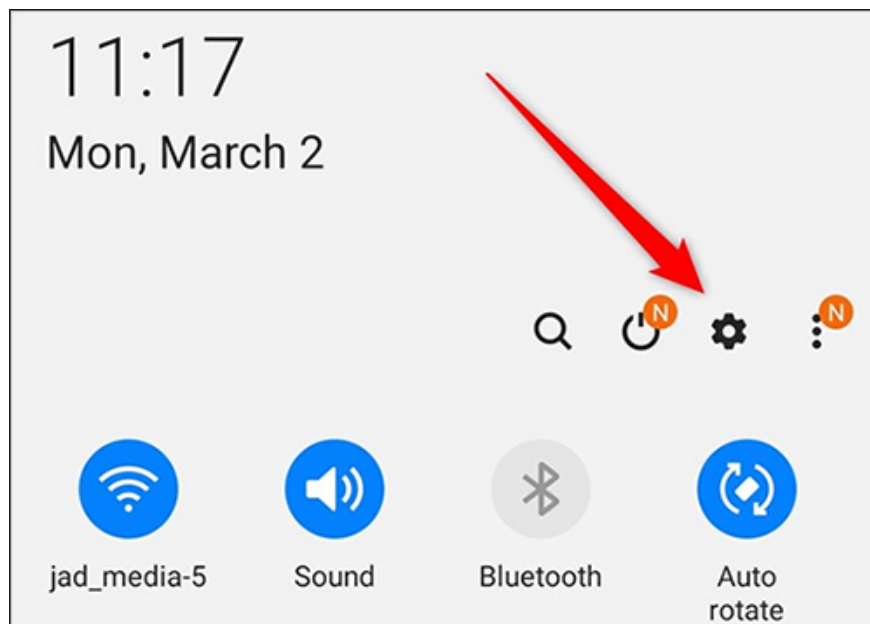 11:17
Mon, March 2
N
N
jad_media-5
Sound
Bluetooth
Auto
rotate